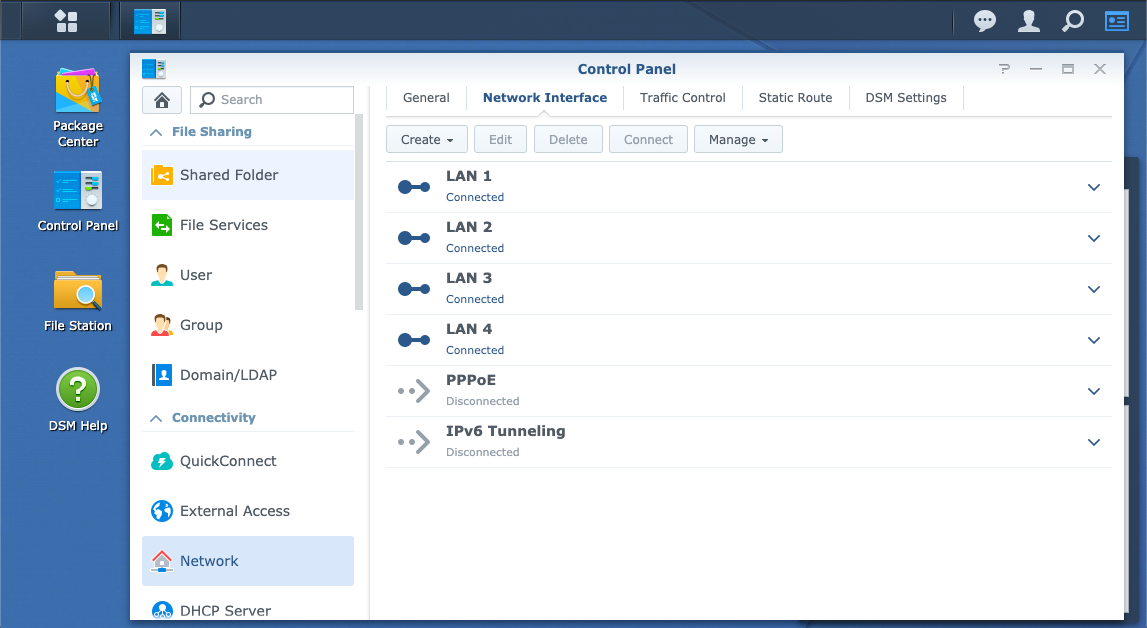 Control Panel
Package
Center
Control Panel
File Station
DSM Help
Search
File Sharing
Shared Folder
File Services
User
Group
Domain/LDAP
Connectivity
QuickConnect
External Access
Network
DHCP Server
General
Network Interface
Traffic Control
Static Route
DSM Settings
Create
Edit
Delete
Connect
Manage
LAN 1
Connected
LAN 2
Connected
LAN 3
Connected
LAN 4
Connected
PPPoE
Disconnected
IPv6 Tunneling
Disconnected